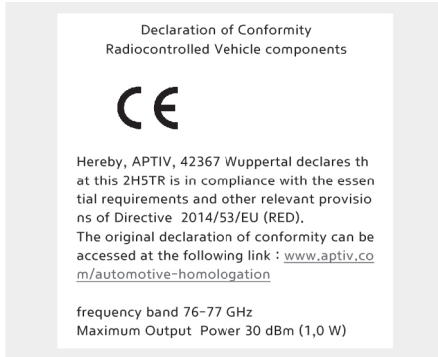 Declaration of Conformity
Radiocontrolled Vehicle components
CE
Hereby, APTIV, 42367 Wuppertal declares th
at this 2H5TR is in compliance with the essen
tial requirements and other relevant provisio
ns of Directive  2014/53/EU (RED).
The original declaration of conformity can be
accessed at the following link : www.aptiv.co
m/automotive-homologation
frequency band 76-77 GHz
Maximum Output  Power 30 dBm (1,0 W)